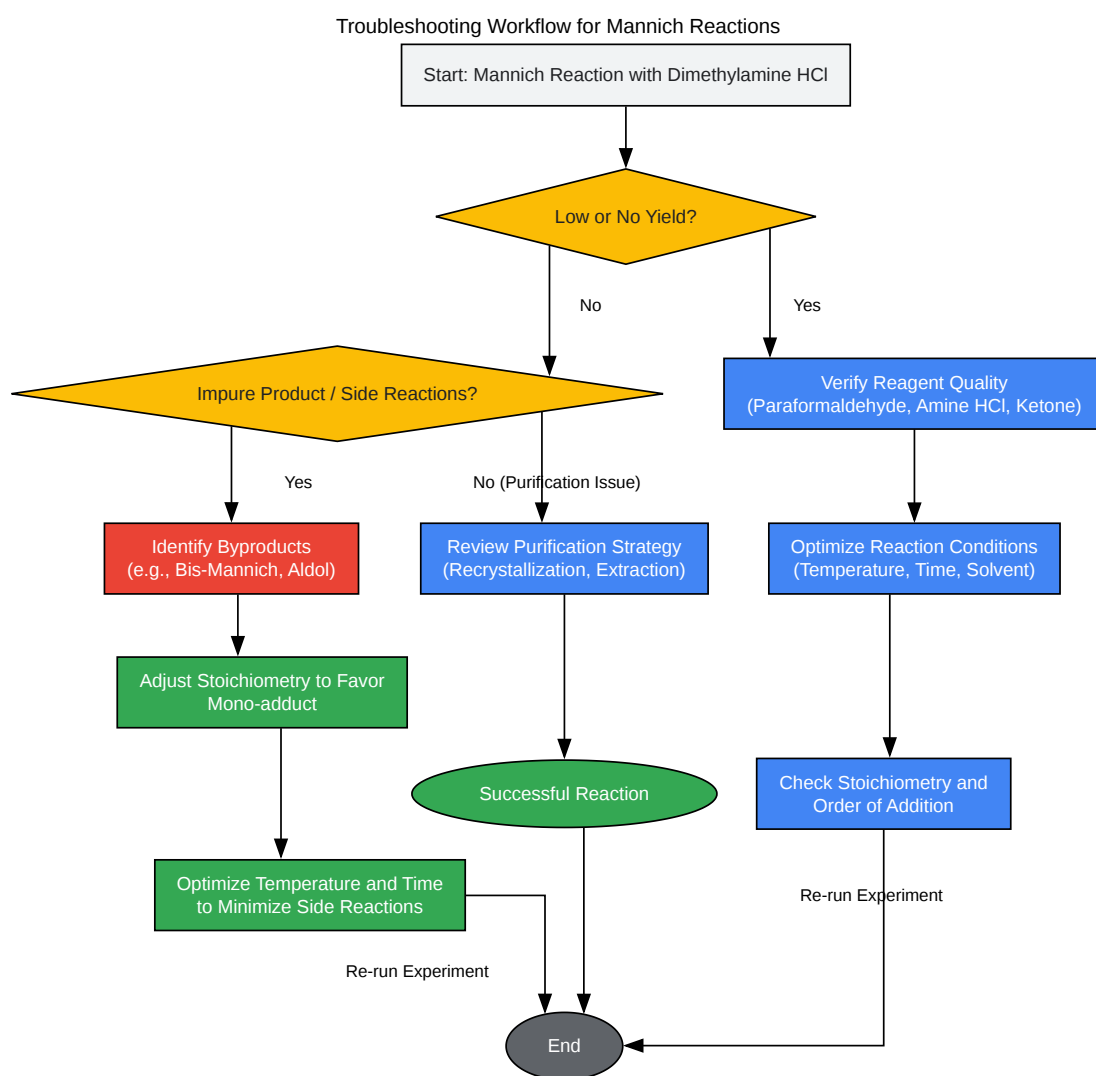 Troubleshooting Workflow for Mannich Reactions
Start: Mannich Reaction with Dimethylamine HCl
Low or No Yield?
No
Yes
Impure Product / Side Reactions?
Verify Reagent Quality
(Paraformaldehyde, Amine HCl, Ketone)
Yes
No (Purification Issue)
Identify Byproducts
(e.g., Bis-Mannich, Aldol)
Review Purification Strategy
(Recrystallization, Extraction)
Optimize Reaction Conditions
(Temperature, Time, Solvent)
Adjust Stoichiometry to Favor
Mono-adduct
Successful Reaction
Check Stoichiometry and
Order of Addition
Optimize Temperature and Time
to Minimize Side Reactions
Re-run Experiment
Re-run Experiment
End